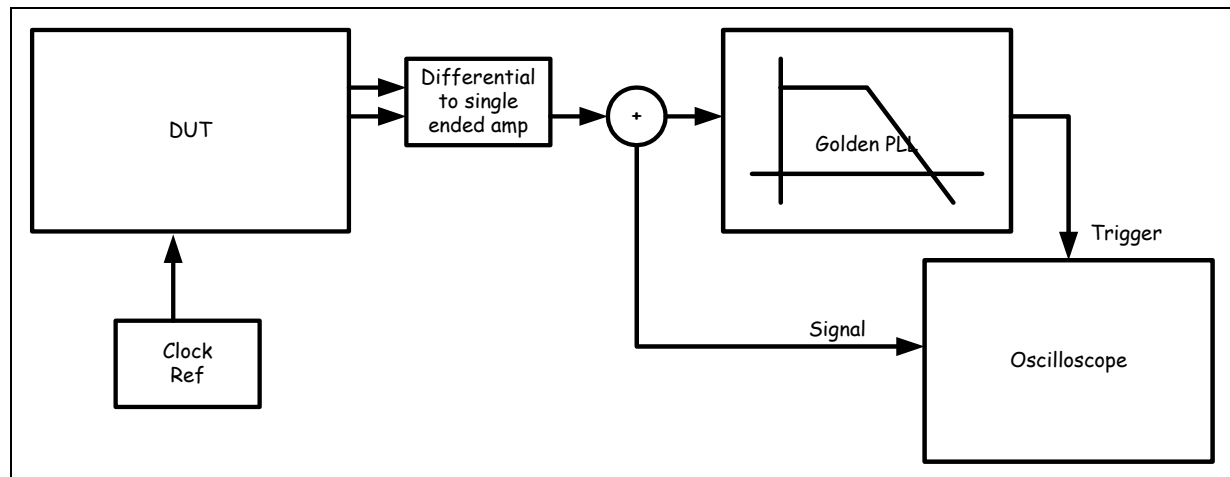 DUT
Differential
to single
ended amp
+
Golden PLL
Trigger
Clock
Ref
Signal
Oscilloscope